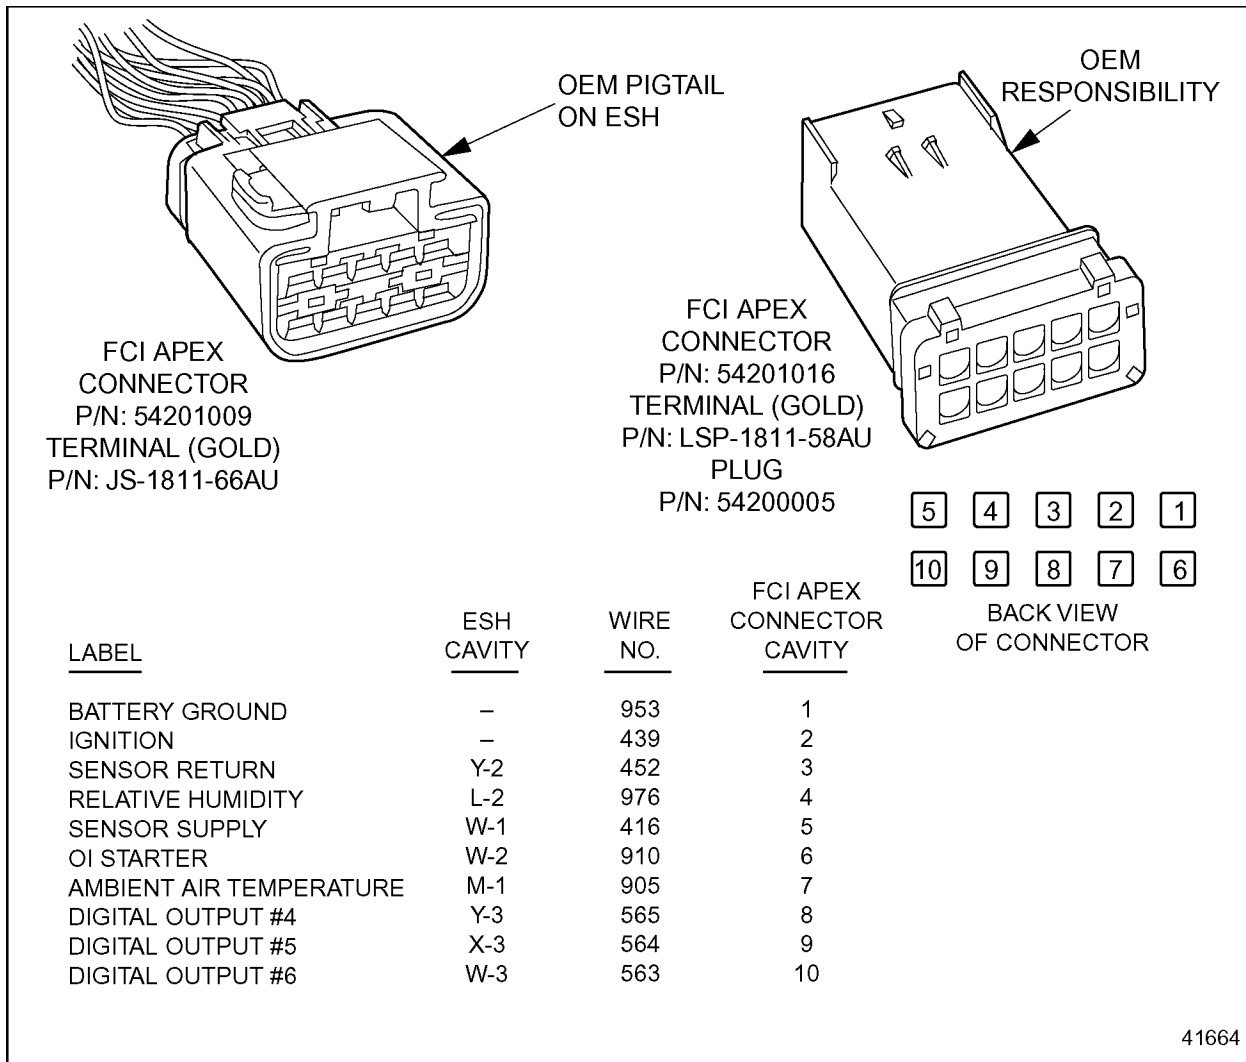 OEM PIGTAIL
ON ESH
OEM
RESPONSIBILITY
FCI APEX
CONNECTOR
P/N: 54201009
TERMINAL (GOLD)
P/N: JS-1811-66AU
FCI APEX
CONNECTOR
P/N: 54201016
TERMINAL (GOLD)
P/N: LSP-1811-58AU
PLUG
P/N: 54200005
5 4 3 2 1
10 9 8 7 6
BACK VIEW
OF CONNECTOR
LABEL
ESH
CAVITY
WIRE
NO.
FCI APEX
CONNECTOR
CAVITY
BATTERY GROUND – 953 1
IGNITION – 439 2
SENSOR RETURN Y-2 452 3
RELATIVE HUMIDITY L-2 976 4
SENSOR SUPPLY W-1 416 5
OI STARTER W-2 910 6
AMBIENT AIR TEMPERATURE M-1 905 7
DIGITAL OUTPUT #4 Y-3 565 8
DIGITAL OUTPUT #5 X-3 564 9
DIGITAL OUTPUT #6 W-3 563 10
41664